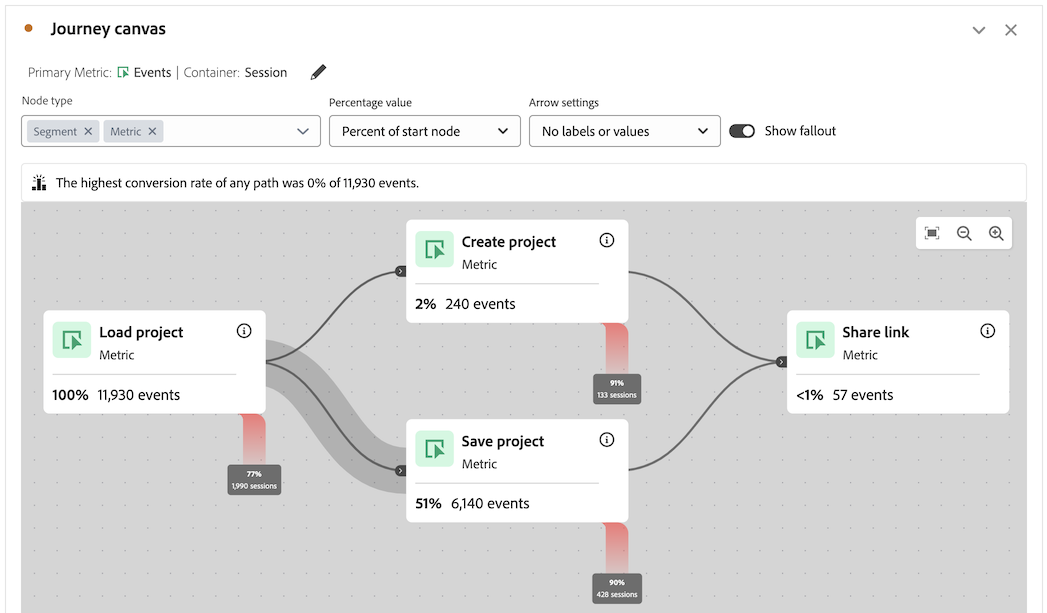 Journey canvas
Primary Metric: Events | Container: Session
Node type
Percentage value
Arrow settings
Segment
Metric
Percent of start node
No labels or values
Show fallout
The highest conversion rate of any path was 0% of 11,930 events.
Create project
Metric
2% 240 events
91%
133 sessions
Load project
Metric
100% 11,930 events
77%
1,990 sessions
Share link
Metric
<1% 57 events
Save project
Metric
51% 6,140 events
90%
428 sessions